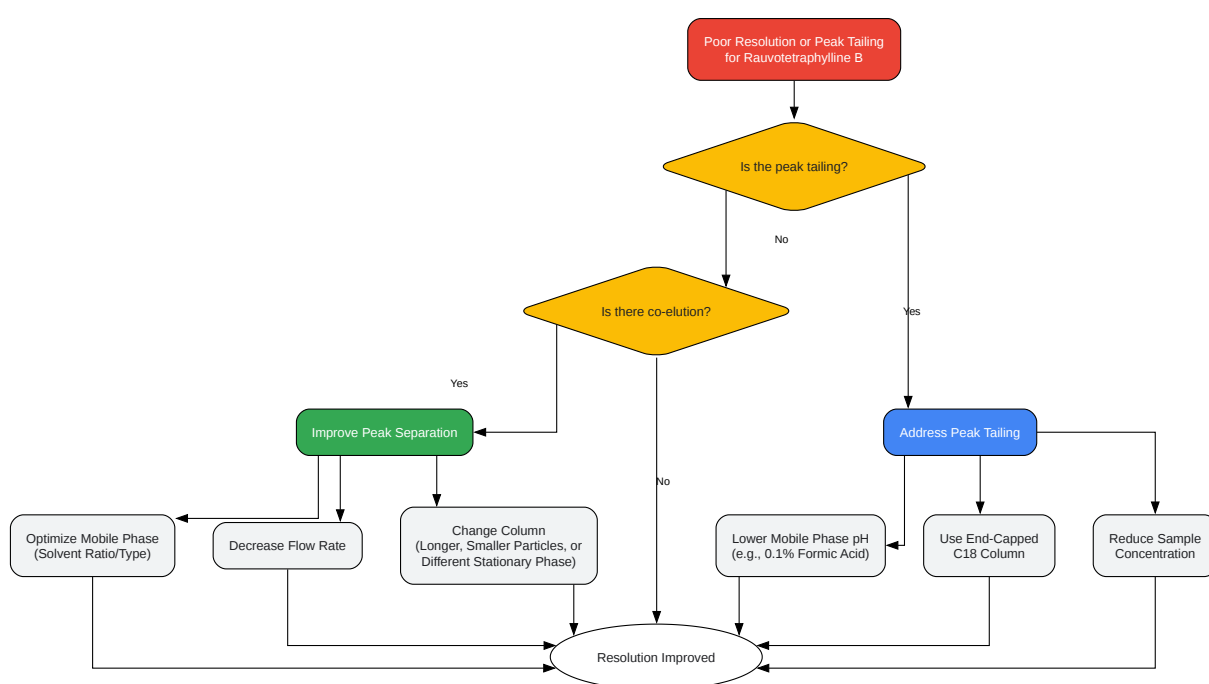 Poor Resolution or Peak Tailing
for Rauvotetraphylline B
Is the peak tailing?
No
Is there co-elution?
Yes
Yes
Improve Peak Separation
Address Peak Tailing
No
Optimize Mobile Phase
(Solvent Ratio/Type)
Decrease Flow Rate
Change Column
(Longer, Smaller Particles, or
Different Stationary Phase)
Lower Mobile Phase pH
(e.g., 0.1% Formic Acid)
Use End-Capped
C18 Column
Reduce Sample
Concentration
Resolution Improved